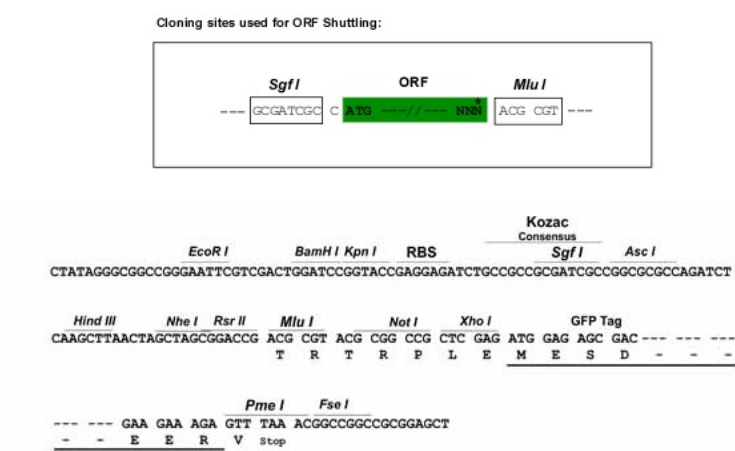 Cloning sites used for ORF Shuttling:
Sgf I ORF Mlu I
--- GCGATCGC C ATG ---//--- NNN* ACG CGT ---
Kozac
Consensus
EcoR I BamH I Kpn I RBS Sgf I Asc I
CTATAGGGCGGCCGGGAATTCGTCGACTGGATCCGGTACCGAGGAGATCTGCCGCCGCGATCGCCGGCGCGCCAGATCT
Hind III Nhe I Rsr II Mlu I Not I Xho I GFP Tag
CAAGCTTAACTAGCTAGCGGACCG ACG CGT ACG CGG CCG CTC GAG ATG GAG AGC GAC --- --- ---
T R T R P L E M E S D - - -
Pme I Fse I
--- --- GAA GAA AGA GTT TAA ACGGCCGGCCGCGGAGCT
- - E E R V Stop